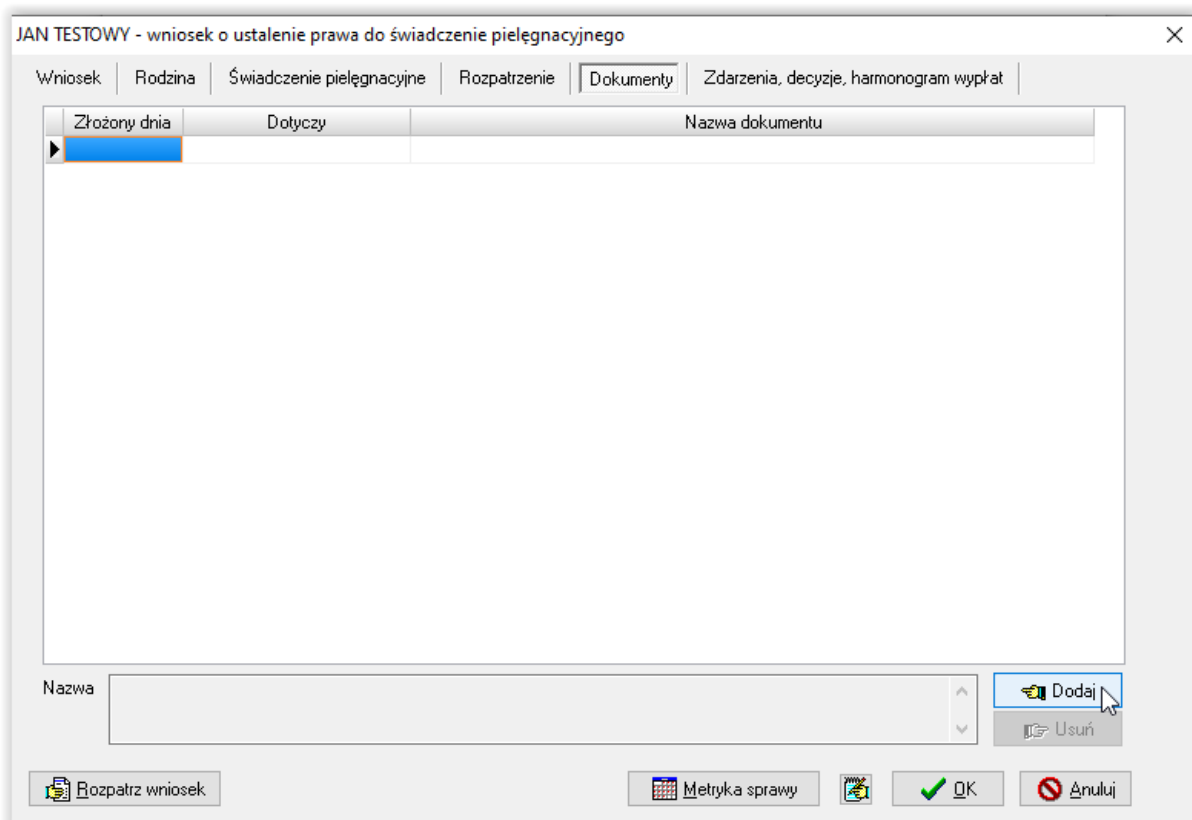 JAN TESTOWY - wniosek o ustalenie prawa do świadczenie pielęgnacyjnego
Wniosek Rodzina Świadczenie pielęgnacyjne Rozpatrzenie Dokumenty Zdarzenia, decyzje, harmonogram wypłat
Złożony dnia Dotyczy Nazwa dokumentu
Nazwa
Dodaj
Usuń
Rozpatrz wniosek Metryka sprawy OK Anuluj